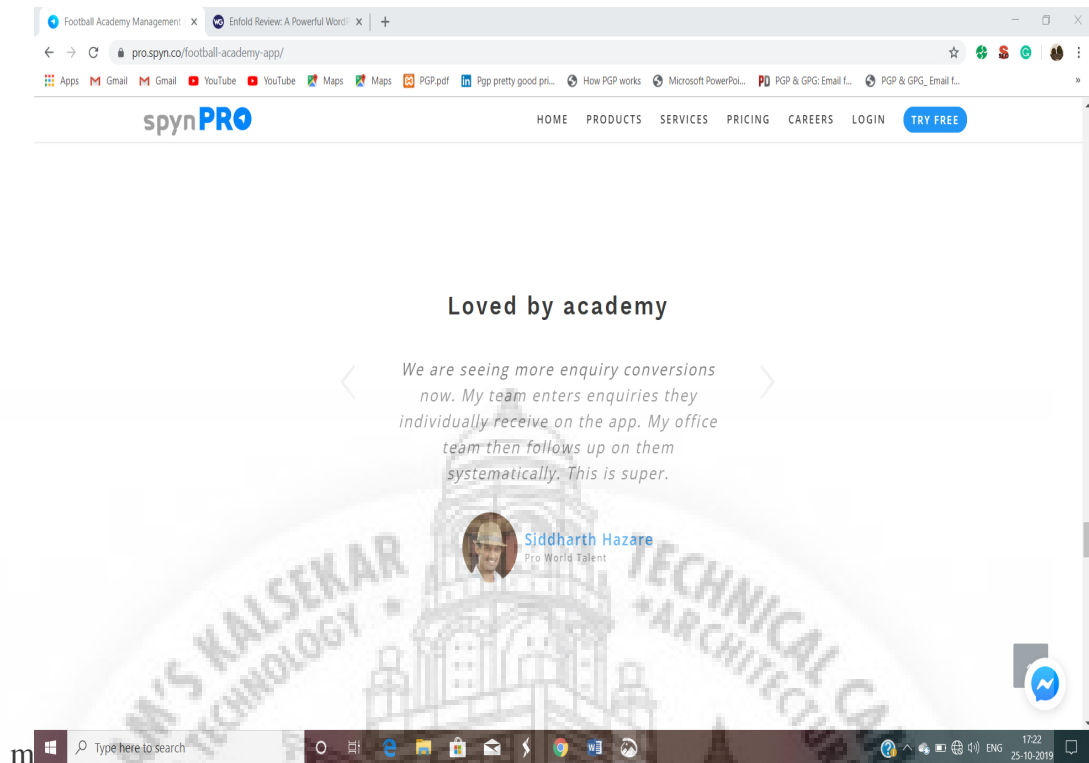 Football Academy Management
Enfold Review: A Powerful WordP
pro.spyn.co/football-academy-app/
Apps Gmail Gmail YouTube YouTube Maps Maps PGP.pdf Pgp pretty good pri... How PGP works Microsoft PowerPoi... PGP & GPG: Email f... PGP & GPG_ Email f... »
spynPRO
HOME PRODUCTS SERVICES PRICING CAREERS LOGIN TRY FREE
Loved by academy
We are seeing more enquiry conversions
now. My team enters enquiries they
individually receive on the app. My office
team then follows up on them
systematically. This is super.
Siddharth Hazare
Pro World Talent
KALSEKAR
TECHNICAL
m
Type here to search
ENG
17:22
25-10-2019